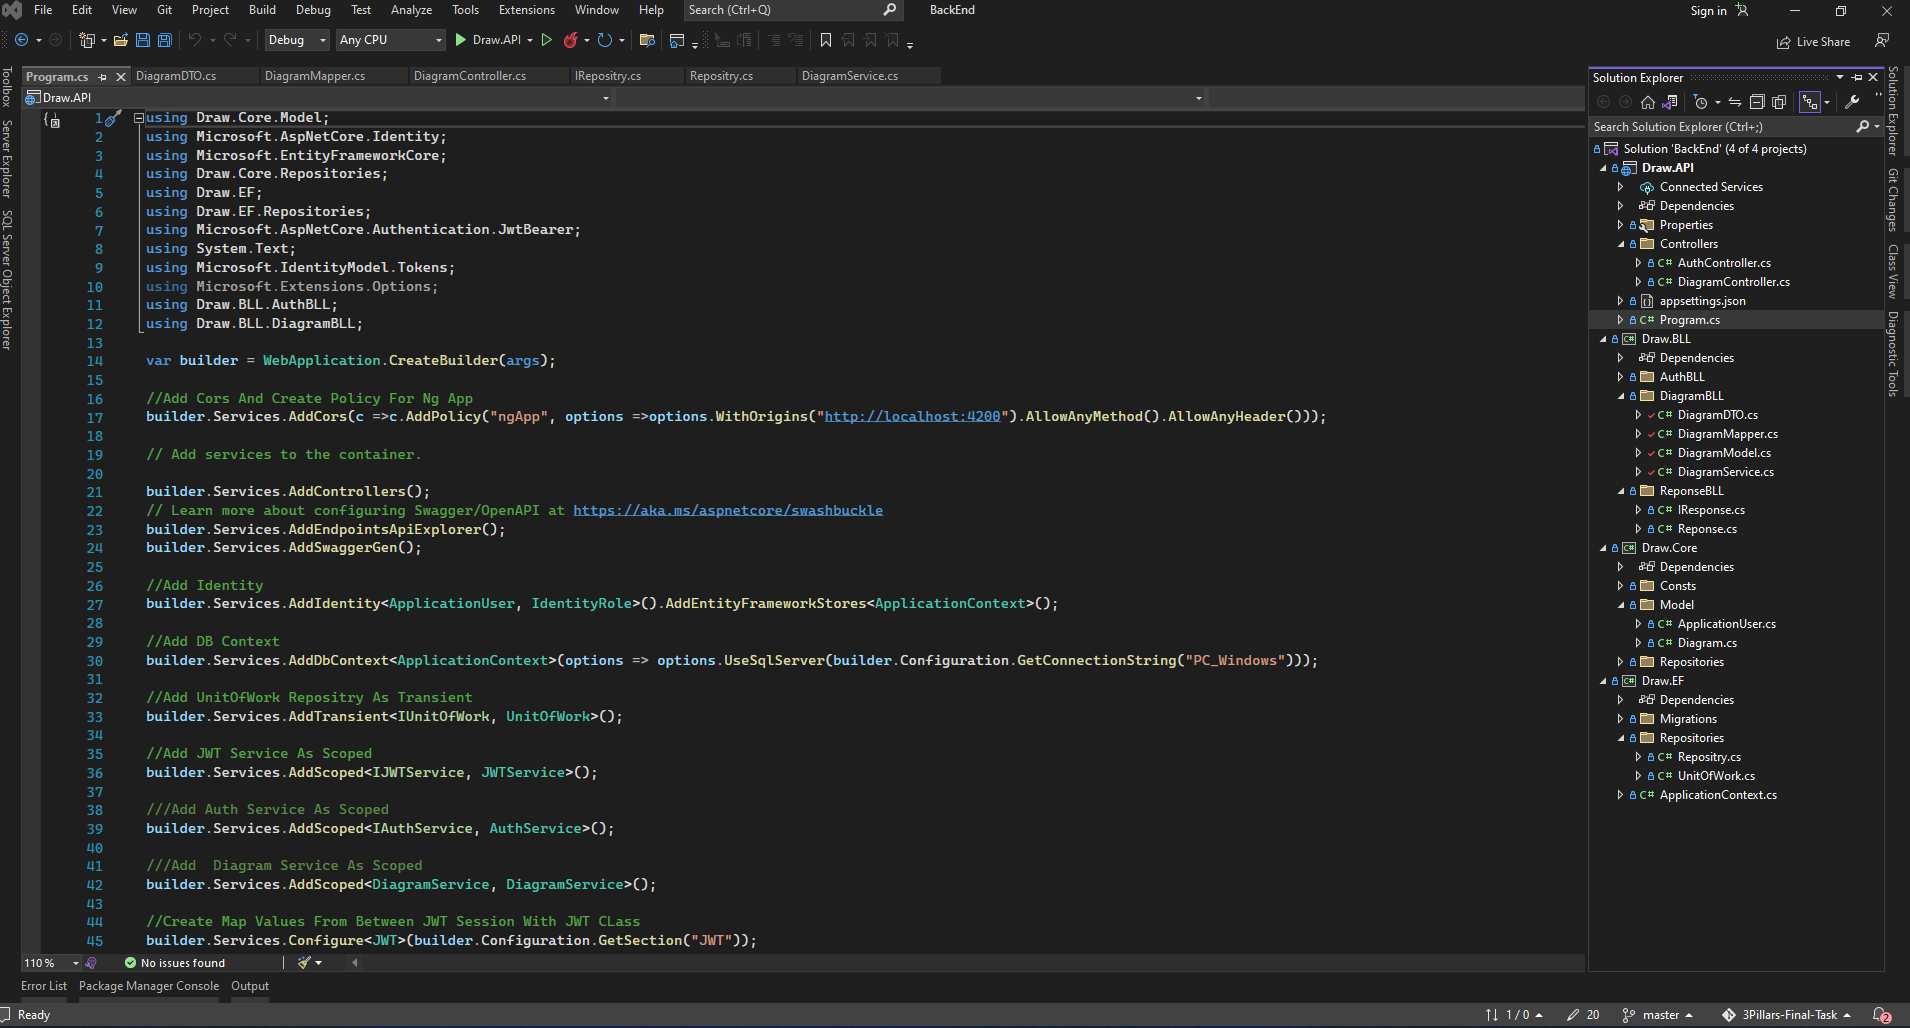 File Edit View Git Project Build Debug Test Analyze Tools Extensions Window Help Search (Ctrl+Q) BackEnd Sign in
Debug Any CPU Draw.API Live Share
Program.cs DiagramDTO.cs DiagramMapper.cs DiagramController.cs IRepositry.cs Repositry.cs DiagramService.cs
Draw.API
Toolbox
Server Explorer
SQL Server Object Explorer
1 using Draw.Core.Model;
2 using Microsoft.AspNetCore.Identity;
3 using Microsoft.EntityFrameworkCore;
4 using Draw.Core.Repositories;
5 using Draw.EF;
6 using Draw.EF.Repositories;
7 using Microsoft.AspNetCore.Authentication.JwtBearer;
8 using System.Text;
9 using Microsoft.IdentityModel.Tokens;
10 using Microsoft.Extensions.Options;
11 using Draw.BLL.AuthBLL;
12 using Draw.BLL.DiagramBLL;
13
14 var builder = WebApplication.CreateBuilder(args);
15
16 //Add Cors And Create Policy For Ng App
17 builder.Services.AddCors(c =>c.AddPolicy("ngApp", options =>options.WithOrigins("http://localhost:4200").AllowAnyMethod().AllowAnyHeader()));
18
19 // Add services to the container.
20
21 builder.Services.AddControllers();
22 // Learn more about configuring Swagger/OpenAPI at https://aka.ms/aspnetcore/swashbuckle
23 builder.Services.AddEndpointsApiExplorer();
24 builder.Services.AddSwaggerGen();
25
26 //Add Identity
27 builder.Services.AddIdentity<ApplicationUser, IdentityRole>().AddEntityFrameworkStores<ApplicationContext>();
28
29 //Add DB Context
30 builder.Services.AddDbContext<ApplicationContext>(options => options.UseSqlServer(builder.Configuration.GetConnectionString("PC_Windows")));
31
32 //Add UnitOfWork Repositry As Transient
33 builder.Services.AddTransient<IUnitOfWork, UnitOfWork>();
34
35 //Add JWT Service As Scoped
36 builder.Services.AddScoped<IJWTService, JWTService>();
37
38 ///Add Auth Service As Scoped
39 builder.Services.AddScoped<IAuthService, AuthService>();
40
41 ///Add  Diagram Service As Scoped
42 builder.Services.AddScoped<DiagramService, DiagramService>();
43
44 //Create Map Values From Between JWT Session With JWT CLass
45 builder.Services.Configure<JWT>(builder.Configuration.GetSection("JWT"));
110 % No issues found
Solution Explorer
Search Solution Explorer (Ctrl+;)
Solution 'BackEnd' (4 of 4 projects)
Draw.API
Connected Services
Dependencies
Properties
Controllers
C# AuthController.cs
C# DiagramController.cs
appsettings.json
C# Program.cs
C# Draw.BLL
Dependencies
AuthBLL
DiagramBLL
C# DiagramDTO.cs
C# DiagramMapper.cs
C# DiagramModel.cs
C# DiagramService.cs
ReponseBLL
C# IResponse.cs
C# Reponse.cs
C# Draw.Core
Dependencies
Consts
Model
C# ApplicationUser.cs
C# Diagram.cs
Repositories
C# Draw.EF
Dependencies
Migrations
Repositories
C# Repositry.cs
C# UnitOfWork.cs
C# ApplicationContext.cs
Solution Explorer
Git Changes
Class View
Diagnostic Tools
Error List Package Manager Console Output
Ready 1 / 0 20 master 3Pillars-Final-Task 2